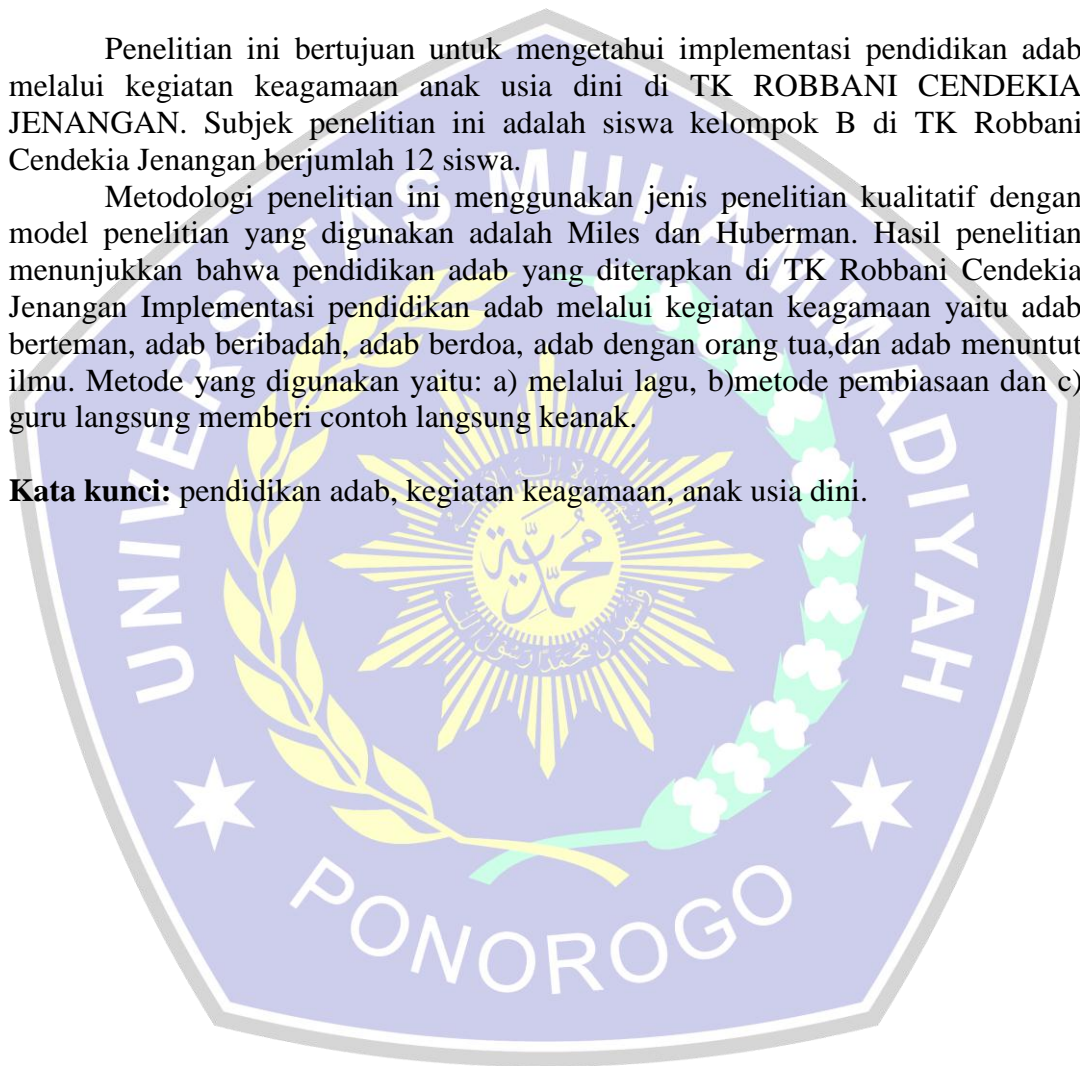 Penelitian ini bertujuan untuk mengetahui implementasi pendidikan adab
melalui kegiatan keagamaan anak usia dini di TK ROBBANI CENDEKIA
JENANGAN. Subjek penelitian ini adalah siswa kelompok B di TK Robbani
Cendekia Jenangan berjumlah 12 siswa.
Metodologi penelitian ini menggunakan jenis penelitian kualitatif dengan
model penelitian yang digunakan adalah Miles dan Huberman. Hasil penelitian
menunjukkan bahwa pendidikan adab yang diterapkan di TK Robbani Cendekia
Jenangan Implementasi pendidikan adab melalui kegiatan keagamaan yaitu adab
berteman, adab beribadah, adab berdoa, adab dengan orang tua,dan adab menuntut
ilmu. Metode yang digunakan yaitu: a) melalui lagu, b)metode pembiasaan dan c)
guru langsung memberi contoh langsung keanak.
Kata kunci: pendidikan adab, kegiatan keagamaan, anak usia dini.
UNIVERSITAS MUHAMMADIYAH
محمدية
PONOROGO